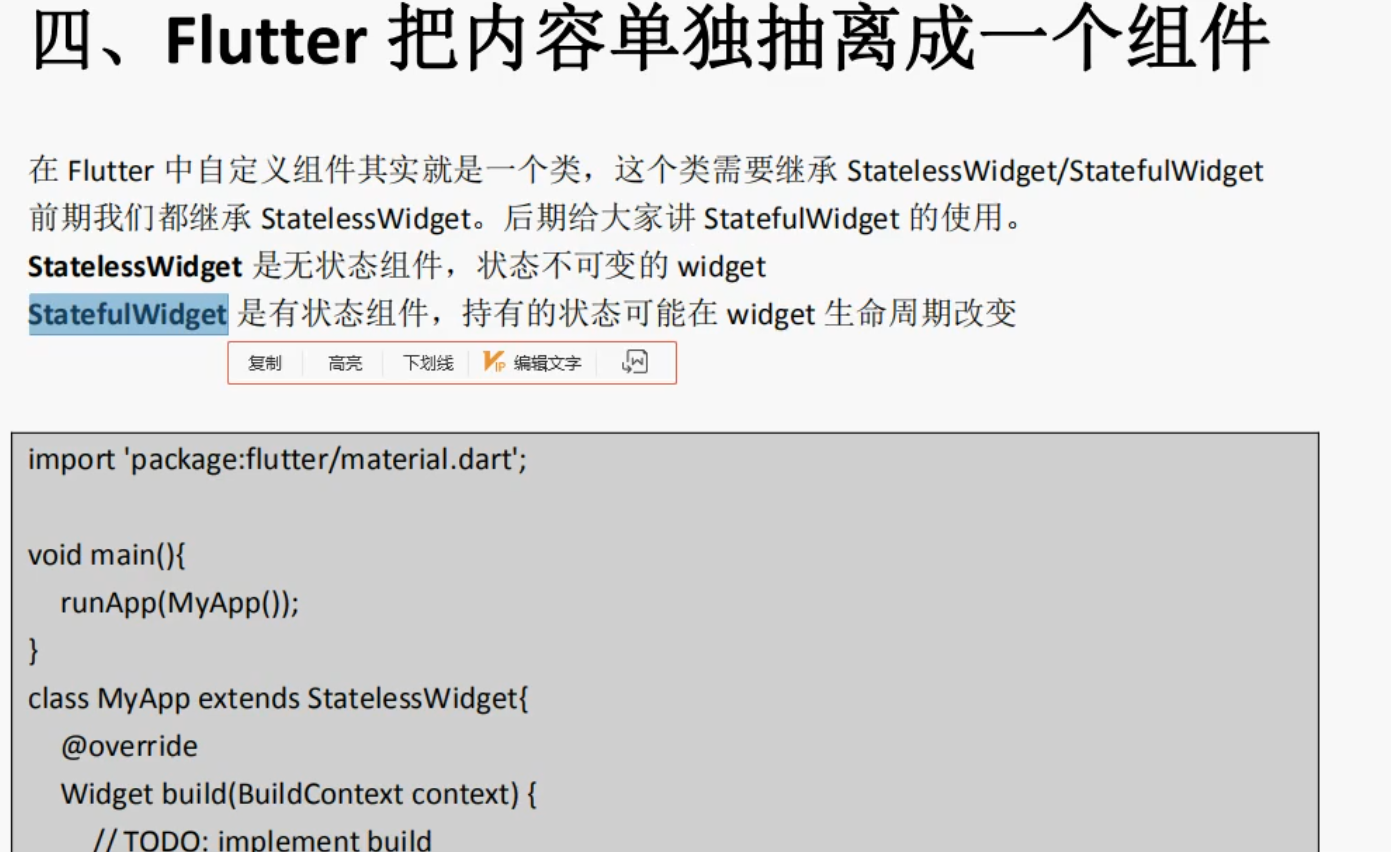 四、Flutter 把内容单独抽离成一个组件
在 Flutter 中自定义组件其实就是一个类，这个类需要继承 StatelessWidget/StatefulWidget
前期我们都继承 StatelessWidget。后期给大家讲 StatefulWidget 的使用。
StatelessWidget 是无状态组件，状态不可变的 widget
StatefulWidget 是有状态组件，持有的状态可能在 widget 生命周期改变
复制 高亮 下划线 VIP 编辑文字
import 'package:flutter/material.dart';
void main(){
runApp(MyApp());
}
class MyApp extends StatelessWidget{
@override
Widget build(BuildContext context) {
// TODO: implement build